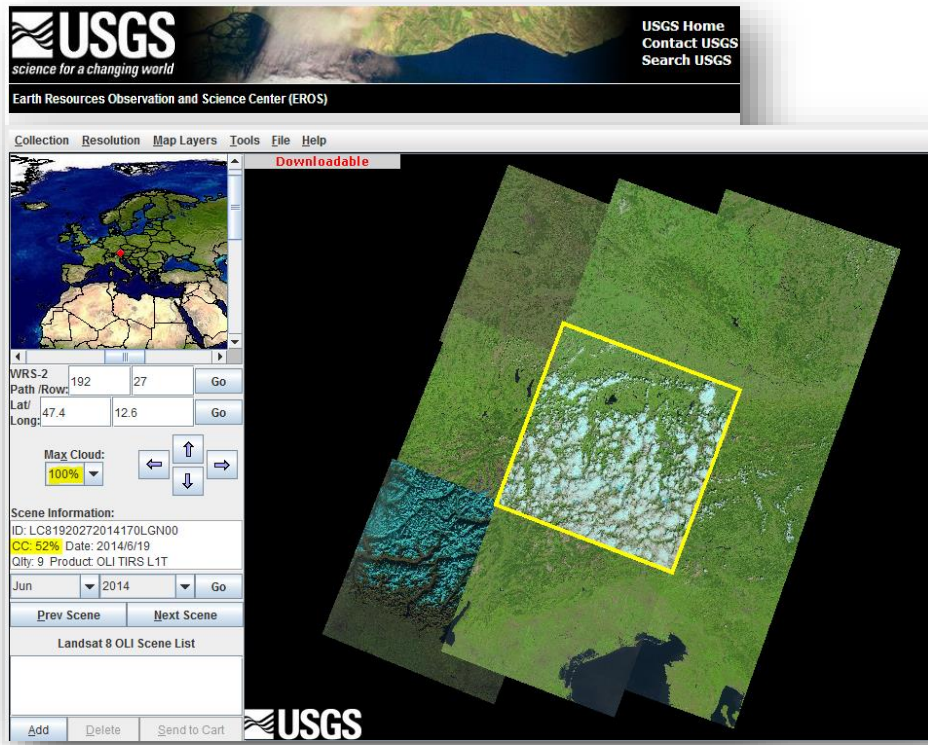 USGS
science for a changing world
USGS Home
Contact USGS
Search USGS
Earth Resources Observation and Science Center (EROS)
Collection Resolution Map Layers Tools File Help
Downloadable
WRS-2
Path /Row: 192 27 Go
Lat/
Long: 47.4 12.6 Go
Max Cloud:
100%
Scene Information:
ID: LC81920272014170LGN00
CC: 52% Date: 2014/6/19
Qlty: 9 Product: OLI TIRS L1T
Jun 2014 Go
Prev Scene Next Scene
Landsat 8 OLI Scene List
Add Delete Send to Cart
USGS